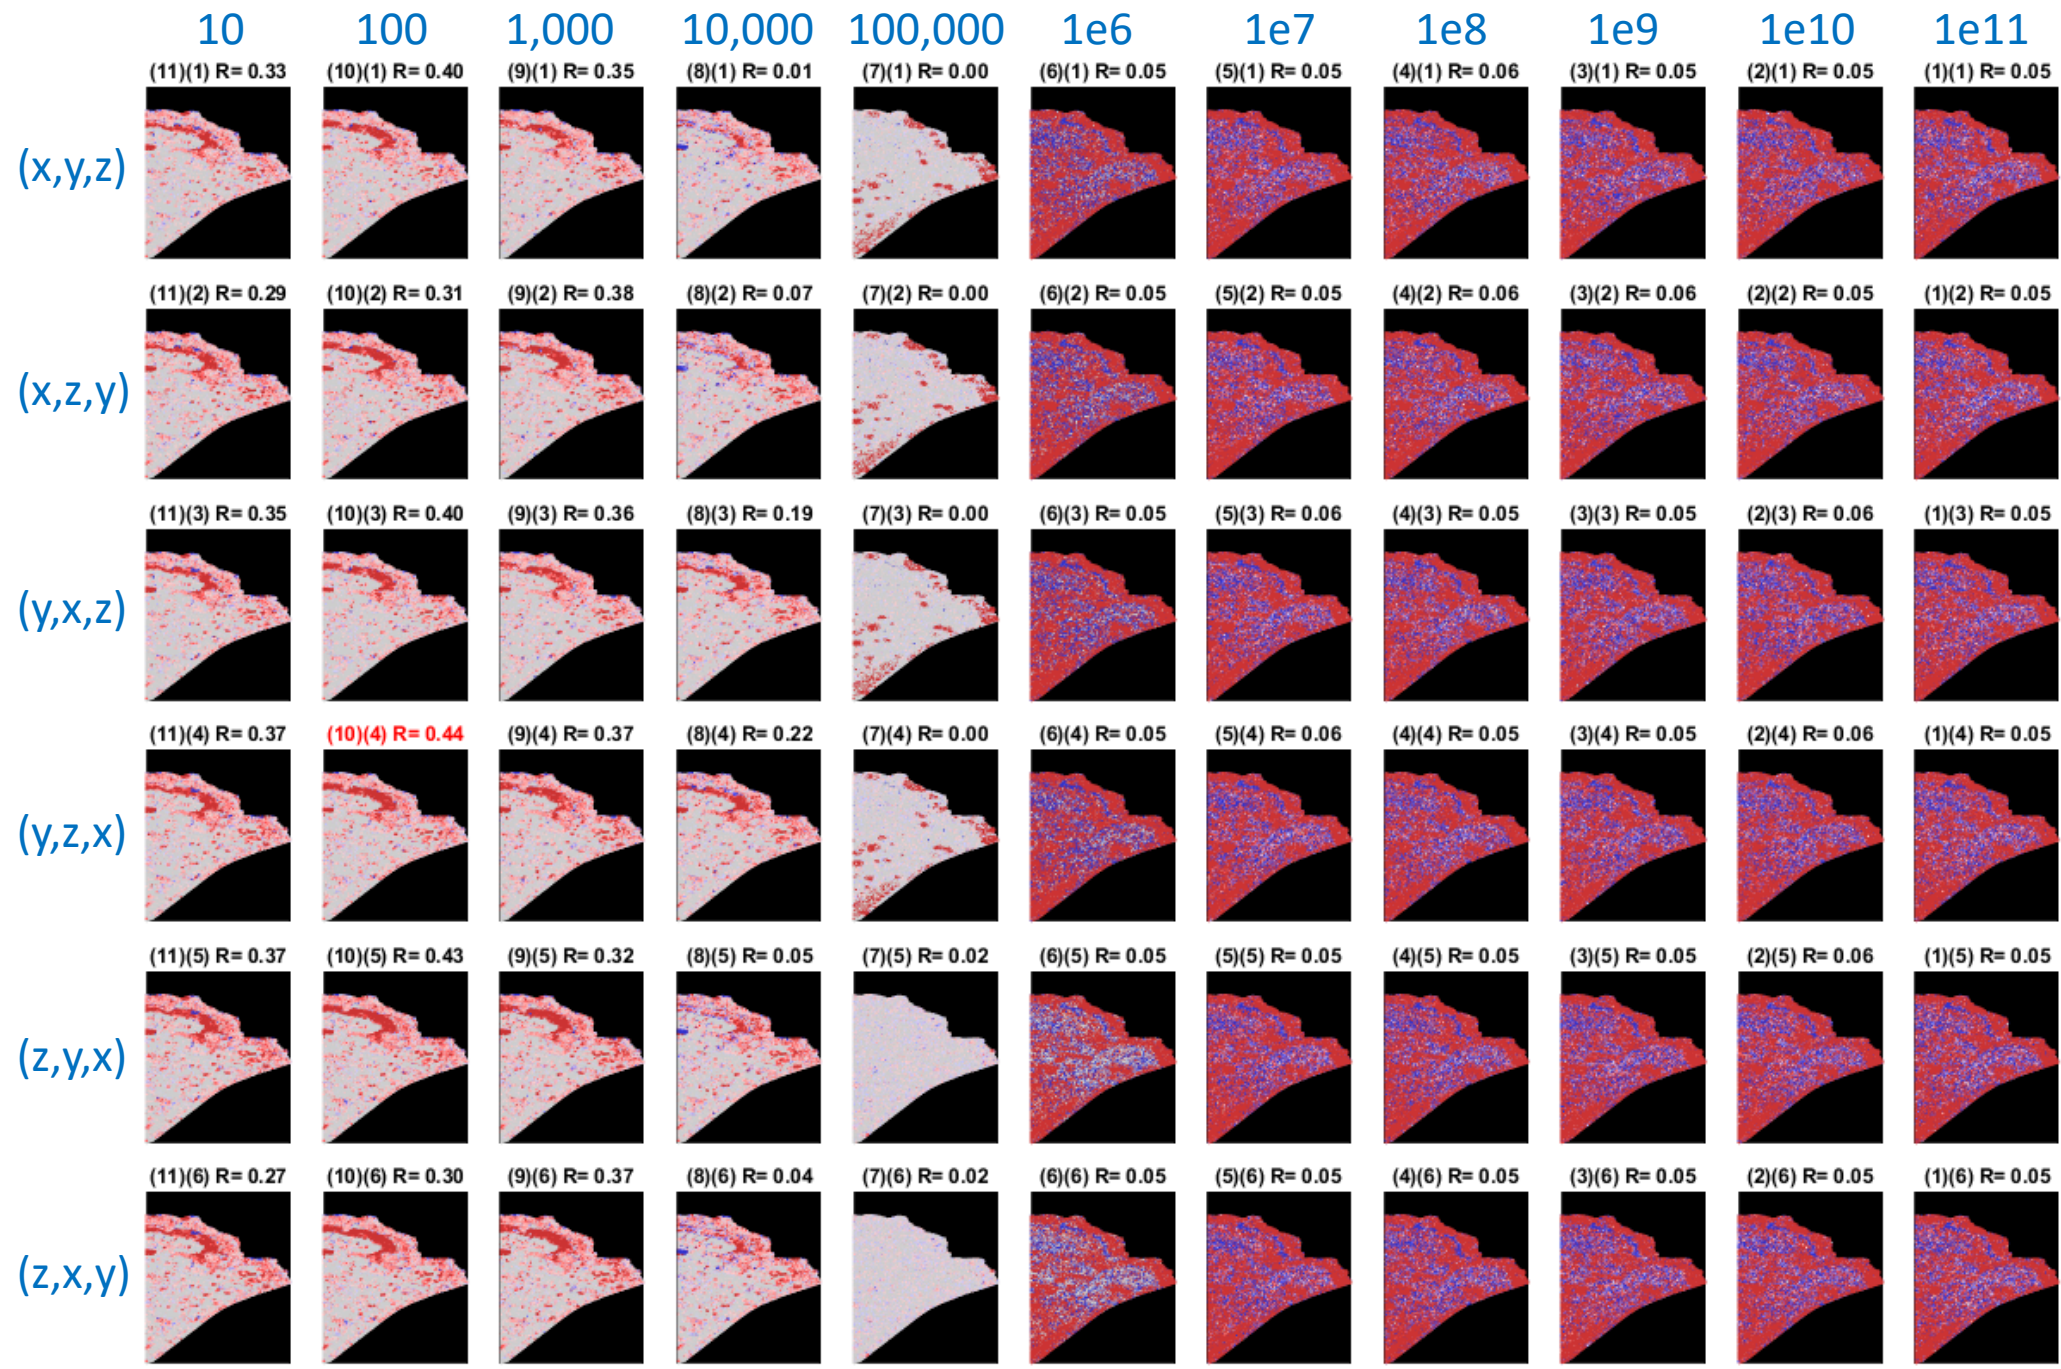 10 100 1,000 10,000 100,000 1e6 1e7 1e8 1e9 1e10 1e11
(11)(1) R= 0.33 (10)(1) R= 0.40 (9)(1) R= 0.35 (8)(1) R= 0.01 (7)(1) R= 0.00 (6)(1) R= 0.05 (5)(1) R= 0.05 (4)(1) R= 0.06 (3)(1) R= 0.05 (2)(1) R= 0.05 (1)(1) R= 0.05
(x,y,z)
(11)(2) R= 0.29 (10)(2) R= 0.31 (9)(2) R= 0.38 (8)(2) R= 0.07 (7)(2) R= 0.00 (6)(2) R= 0.05 (5)(2) R= 0.05 (4)(2) R= 0.06 (3)(2) R= 0.06 (2)(2) R= 0.05 (1)(2) R= 0.05
(x,z,y)
(11)(3) R= 0.35 (10)(3) R= 0.40 (9)(3) R= 0.36 (8)(3) R= 0.19 (7)(3) R= 0.00 (6)(3) R= 0.05 (5)(3) R= 0.06 (4)(3) R= 0.05 (3)(3) R= 0.05 (2)(3) R= 0.06 (1)(3) R= 0.05
(y,x,z)
(11)(4) R= 0.37 (10)(4) R= 0.44 (9)(4) R= 0.37 (8)(4) R= 0.22 (7)(4) R= 0.00 (6)(4) R= 0.05 (5)(4) R= 0.06 (4)(4) R= 0.05 (3)(4) R= 0.05 (2)(4) R= 0.06 (1)(4) R= 0.05
(y,z,x)
(11)(5) R= 0.37 (10)(5) R= 0.43 (9)(5) R= 0.32 (8)(5) R= 0.05 (7)(5) R= 0.02 (6)(5) R= 0.05 (5)(5) R= 0.05 (4)(5) R= 0.05 (3)(5) R= 0.05 (2)(5) R= 0.06 (1)(5) R= 0.05
(z,y,x)
(11)(6) R= 0.27 (10)(6) R= 0.30 (9)(6) R= 0.37 (8)(6) R= 0.04 (7)(6) R= 0.02 (6)(6) R= 0.05 (5)(6) R= 0.05 (4)(6) R= 0.05 (3)(6) R= 0.05 (2)(6) R= 0.05 (1)(6) R= 0.05
(z,x,y)